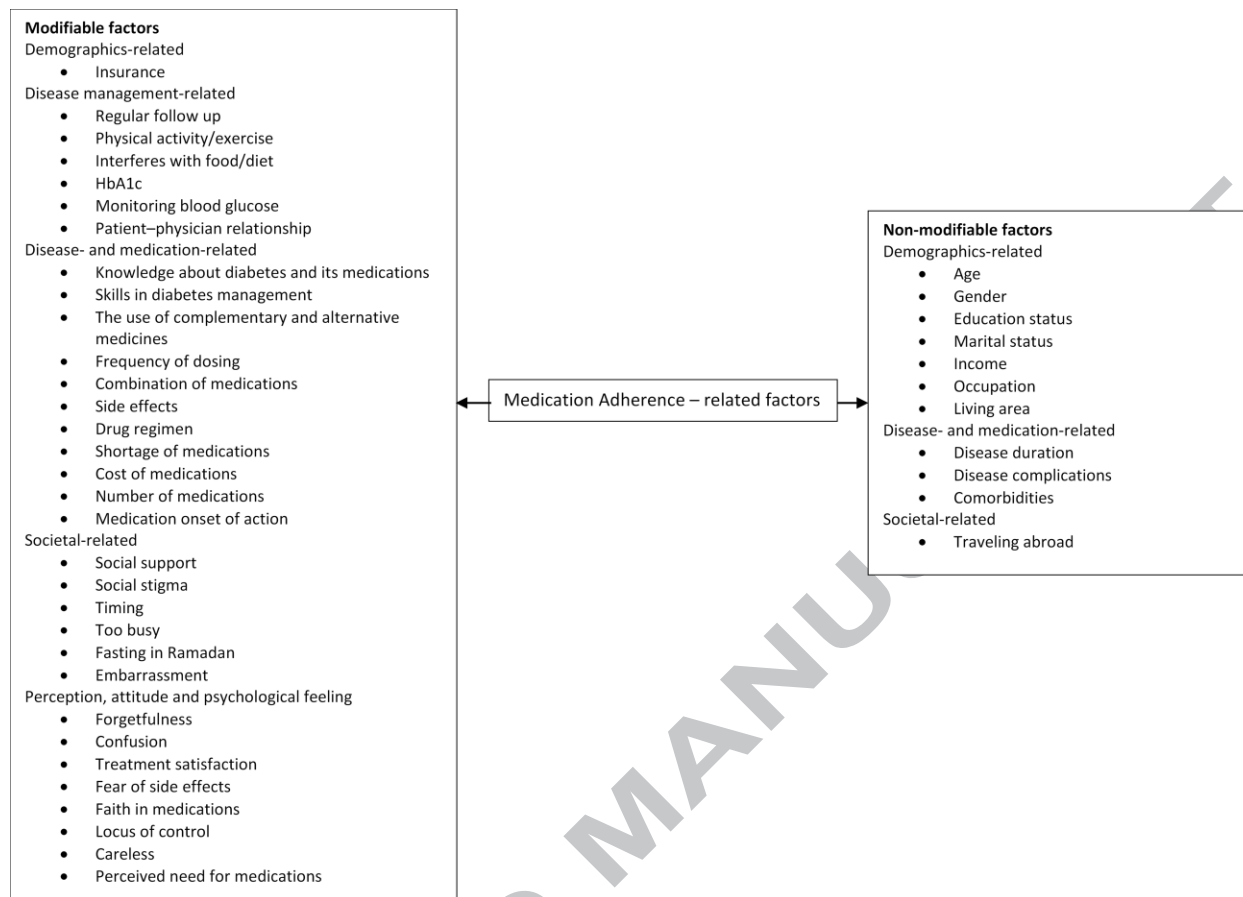 Modifiable factors
Demographics-related
• Insurance
Disease management-related
• Regular follow up
• Physical activity/exercise
• Interferes with food/diet
• HbA1c
• Monitoring blood glucose
• Patient–physician relationship
Disease- and medication-related
• Knowledge about diabetes and its medications
• Skills in diabetes management
• The use of complementary and alternative
medicines
• Frequency of dosing
• Combination of medications
• Side effects
• Drug regimen
• Shortage of medications
• Cost of medications
• Number of medications
• Medication onset of action
Societal-related
• Social support
• Social stigma
• Timing
• Too busy
• Fasting in Ramadan
• Embarrassment
Perception, attitude and psychological feeling
• Forgetfulness
• Confusion
• Treatment satisfaction
• Fear of side effects
• Faith in medications
• Locus of control
• Careless
• Perceived need for medications
Medication Adherence – related factors
Non-modifiable factors
Demographics-related
• Age
• Gender
• Education status
• Marital status
• Income
• Occupation
• Living area
Disease- and medication-related
• Disease duration
• Disease complications
• Comorbidities
Societal-related
• Traveling abroad